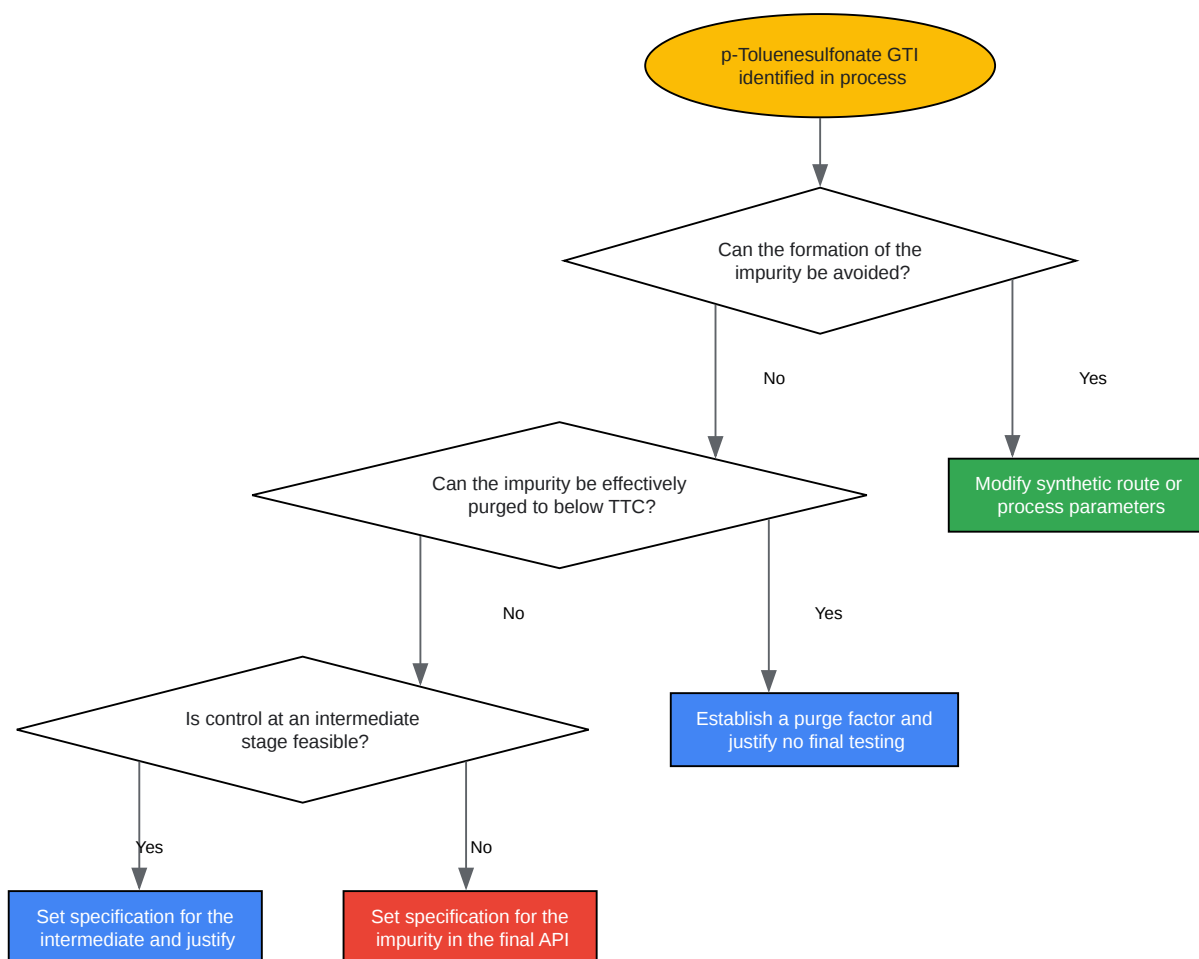 p-Toluenesulfonate GTI
identified in process
Can the formation of the
impurity be avoided?
No
Yes
Can the impurity be effectively
purged to below TTC?
Modify synthetic route or
process parameters
No
Yes
Is control at an intermediate
stage feasible?
Establish a purge factor and
justify no final testing
Yes
No
Set specification for the
intermediate and justify
Set specification for the
impurity in the final API